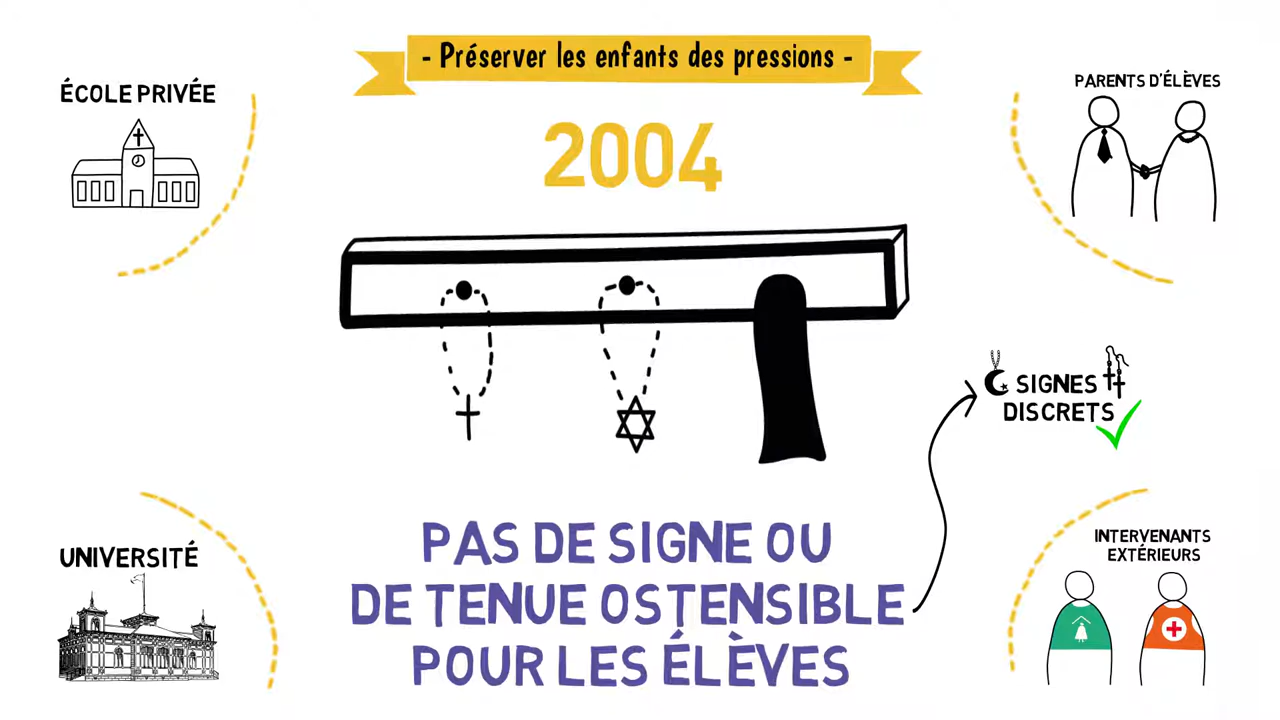 - Préserver les enfants des pressions -
2004
ÉCOLE PRIVÉE
PARENTS D'ÉLÈVES
SIGNES
DISCRETS
UNIVERSITÉ
INTERVENANTS
EXTÉRIEURS
PAS DE SIGNE OU
DE TENUE OSTENSIBLE
POUR LES ÉLÈVES